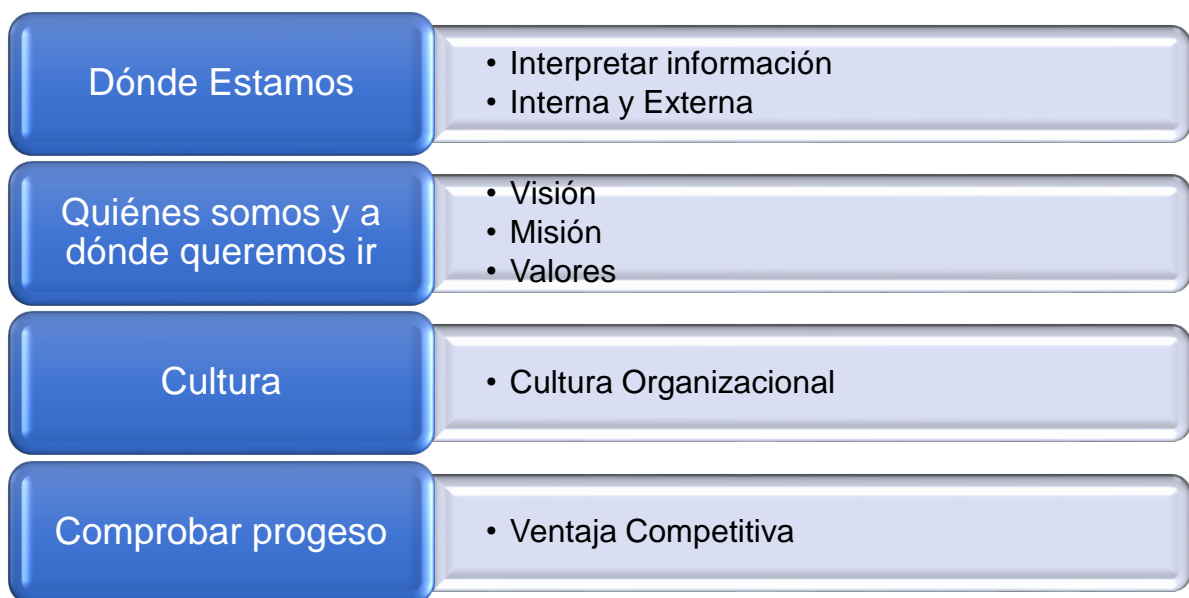 Dónde Estamos
• Interpretar información
• Interna y Externa
Quiénes somos y a
dónde queremos ir
• Visión
• Misión
• Valores
Cultura
• Cultura Organizacional
Comprobar progeso
• Ventaja Competitiva